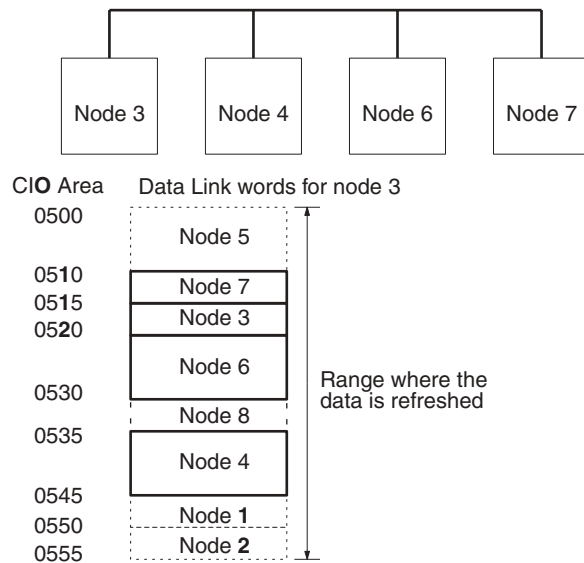 Node 3 Node 4 Node 6 Node 7
CIO Area Data Link words for node 3
0500
Node 5
0510
Node 7
0515
Node 3
0520
Node 6
Range where the
data is refreshed
0530
Node 8
0535
Node 4
0545
Node 1
0550
Node 2
0555